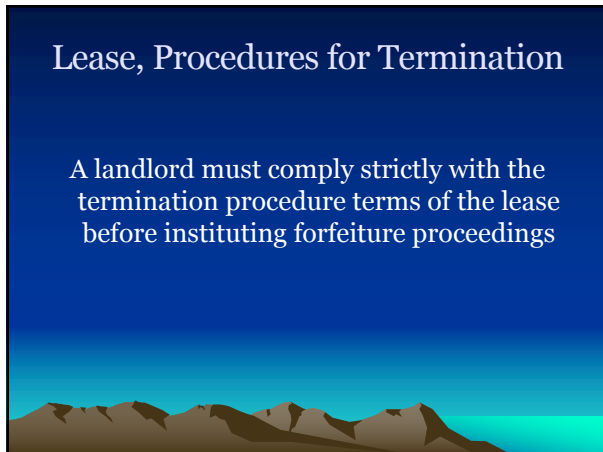 Lease, Procedures for Termination
A landlord must comply strictly with the
termination procedure terms of the lease
before instituting forfeiture proceedings